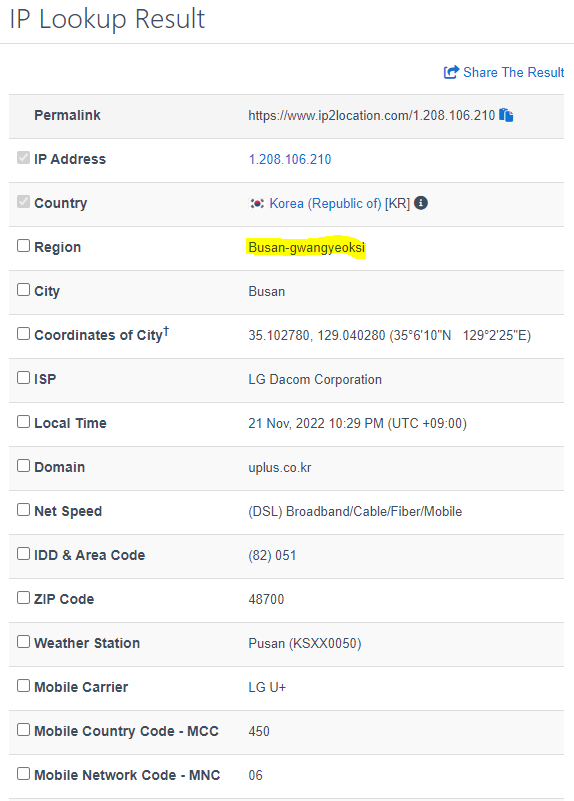 IP Lookup Result
Share The Result
Permalink https://www.ip2location.com/1.208.106.210
IP Address 1.208.106.210
Country Korea (Republic of) [KR]
Region Busan-gwangyeoksi
City Busan
Coordinates of City† 35.102780, 129.040280 (35°6'10"N 129°2'25"E)
ISP LG Dacom Corporation
Local Time 21 Nov, 2022 10:29 PM (UTC +09:00)
Domain uplus.co.kr
Net Speed (DSL) Broadband/Cable/Fiber/Mobile
IDD & Area Code (82) 051
ZIP Code 48700
Weather Station Pusan (KSXX0050)
Mobile Carrier LG U+
Mobile Country Code - MCC 450
Mobile Network Code - MNC 06